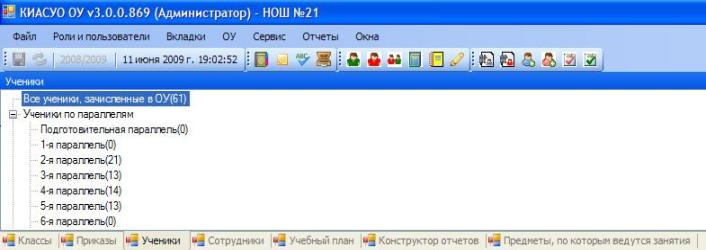 КИАСУО ОУ v3.0.0.869 (Администратор) - НОШ №21
Файл Роли и пользователи Вкладки ОУ Сервис Отчеты Окна
2008/2009 11 июня 2009 г. 19:02:52 ABC
Ученики
Все ученики, зачисленные в ОУ(61)
Ученики по параллелям
Подготовительная параллель(0)
1-я параллель(0)
2-я параллель(21)
3-я параллель(13)
4-я параллель(14)
5-я параллель(13)
6-я параллель(0)
Классы Приказы Ученики Сотрудники Учебный план Конструктор отчетов Предметы, по которым ведутся занятия